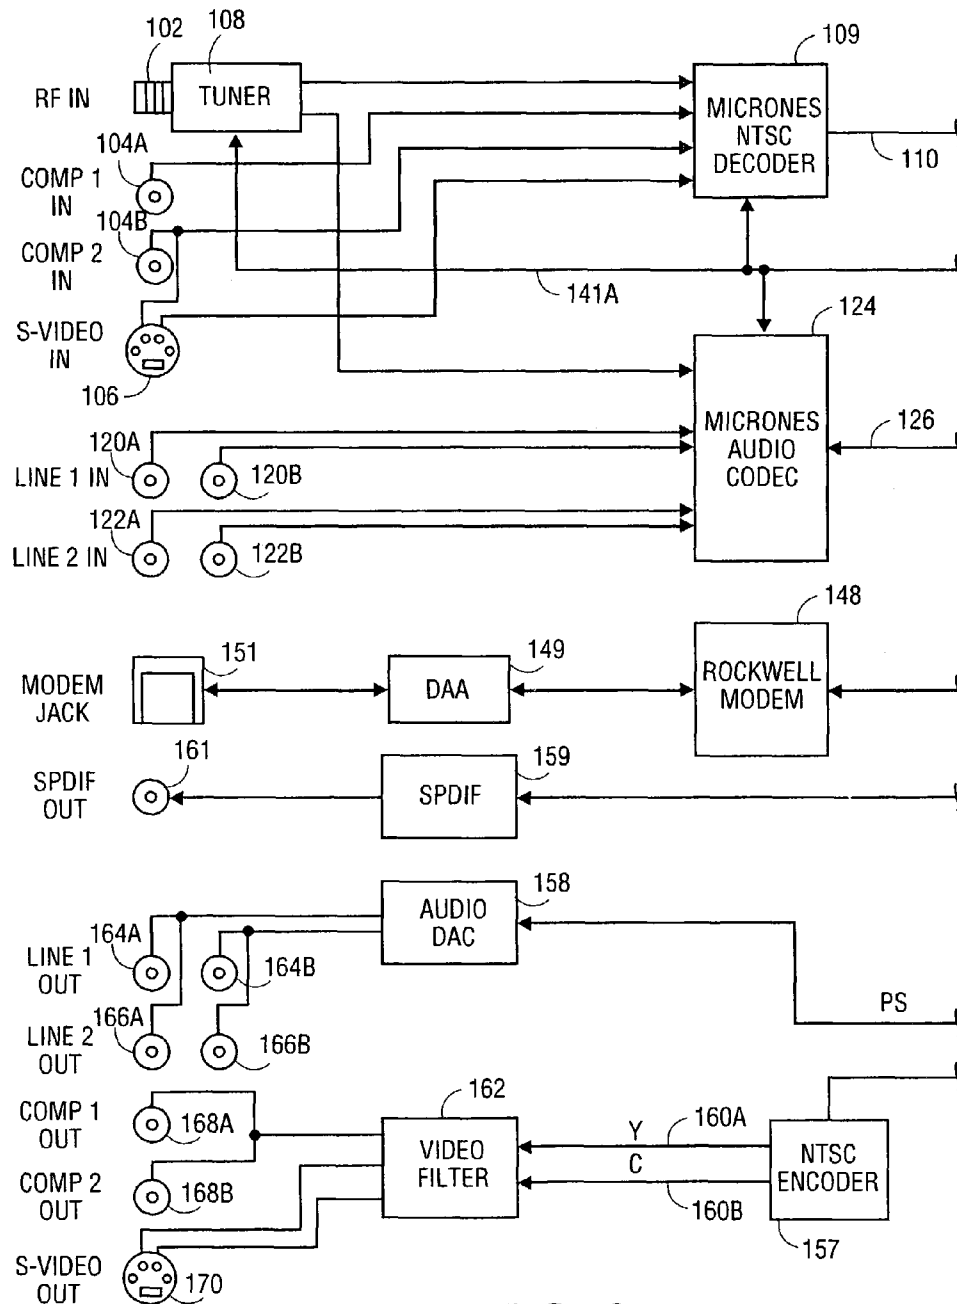 102
108
109
RF IN
TUNER
MICRONES
NTSC
DECODER
110
104A
COMP 1
IN
104B
COMP 2
IN
141A
S-VIDEO
IN
106
124
MICRONES
AUDIO
CODEC
126
120A
LINE 1 IN
120B
122A
LINE 2 IN
122B
148
MODEM
JACK
151
DAA
149
ROCKWELL
MODEM
SPDIF
OUT
161
SPDIF
159
AUDIO
DAC
158
164A
LINE 1
OUT
164B
PS
166A
LINE 2
OUT
166B
COMP 1
OUT
168A
162
VIDEO
FILTER
Y
160A
C
160B
NTSC
ENCODER
157
COMP 2
OUT
168B
S-VIDEO
OUT
170